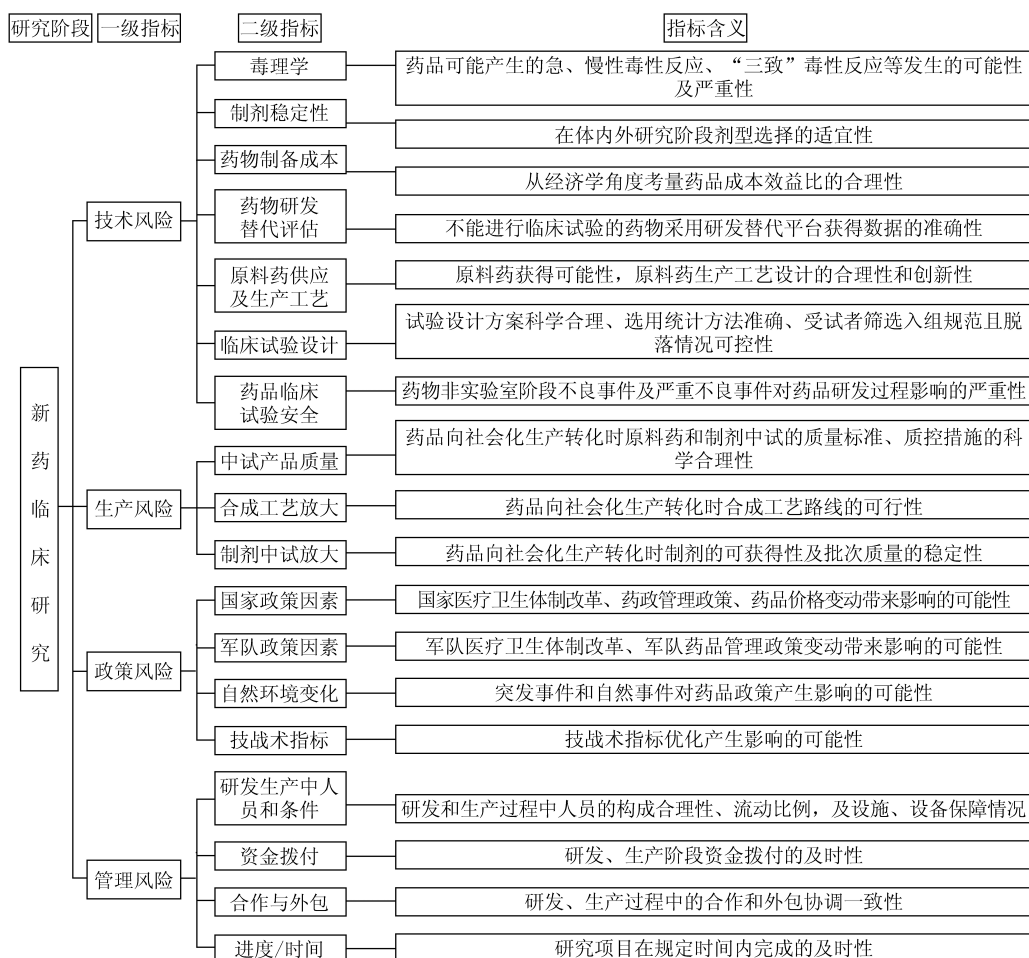 研究阶段 一级指标 二级指标 指标含义
毒理学
药品可能产生的急、慢性毒性反应、“三致”毒性反应等发生的可能性
及严重性
制剂稳定性
在体内外研究阶段剂型选择的适宜性
药物制备成本
从经济学角度考量药品成本效益比的合理性
技术风险
药物研发
替代评估
不能进行临床试验的药物采用研发替代平台获得数据的准确性
原料药供应
及生产工艺
原料药获得可能性，原料药生产工艺设计的合理性和创新性
临床试验设计
试验设计方案科学合理、选用统计方法准确、受试者筛选入组规范且脱
落情况可控性
药品临床
试验安全
药物非实验室阶段不良事件及严重不良事件对药品研发过程影响的严重性
新药临床研究
生产风险
中试产品质量
药品向社会化生产转化时原料药和制剂中试的质量标准、质控措施的科
学合理性
合成工艺放大
药品向社会化生产转化时合成工艺路线的可行性
制剂中试放大
药品向社会化生产转化时制剂的可获得性及批次质量的稳定性
政策风险
国家政策因素
国家医疗卫生体制改革、药政管理政策、药品价格变动带来影响的可能性
军队政策因素
军队医疗卫生体制改革、军队药品管理政策变动带来影响的可能性
自然环境变化
突发事件和自然事件对药品政策产生影响的可能性
技战术指标
技战术指标优化产生影响的可能性
管理风险
研发生产中人
员和条件
研发和生产过程中人员的构成合理性、流动比例，及设施、设备保障情况
资金拨付
研发、生产阶段资金拨付的及时性
合作与外包
研发、生产过程中的合作和外包协调一致性
进度/时间
研究项目在规定时间内完成的及时性